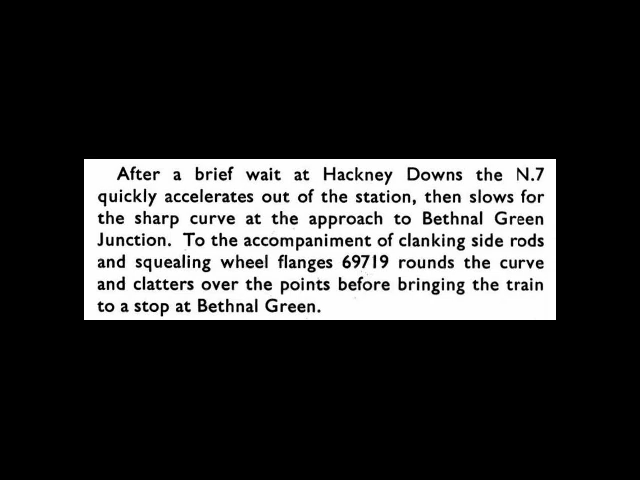 After a brief wait at Hackney Downs the N.7
quickly accelerates out of the station, then slows for
the sharp curve at the approach to Bethnal Green
Junction. To the accompaniment of clanking side rods
and squealing wheel flanges 69719 rounds the curve
and clatters over the points before bringing the train
to a stop at Bethnal Green.